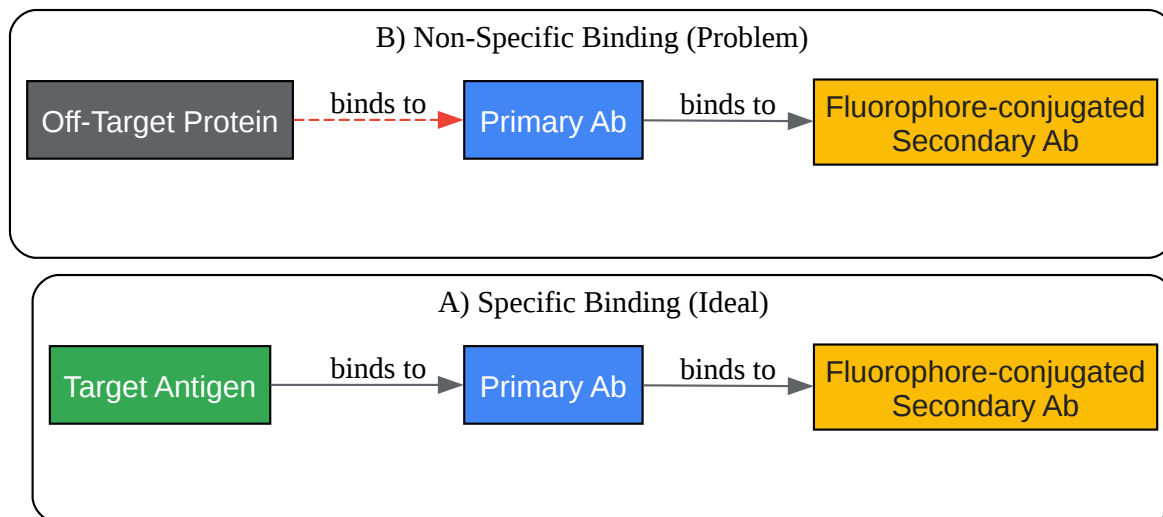 B) Non-Specific Binding (Problem)
Off-Target Protein
binds to
Primary Ab
binds to
Fluorophore-conjugated
Secondary Ab
A) Specific Binding (Ideal)
Target Antigen
binds to
Primary Ab
binds to
Fluorophore-conjugated
Secondary Ab